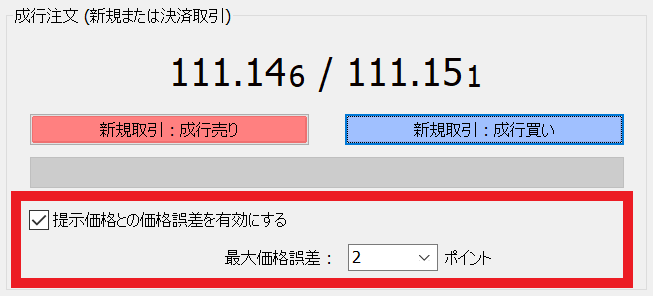 成行注文 (新規または決済取引)
111.146 / 111.151
新規取引：成行売り
新規取引：成行買い
提示価格との価格誤差を有効にする
最大価格誤差： 2 ポイント